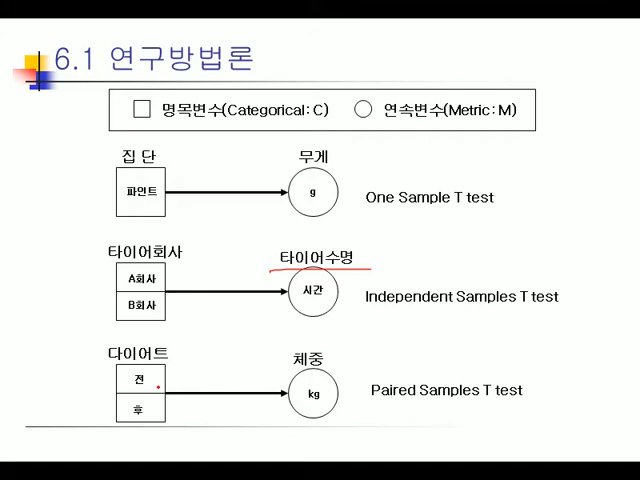 6.1 연구방법론
명목변수(Categorical: C) 연속변수(Metric: M)
집 단 무게
파인트 g One Sample T test
타이어회사 타이어수명
A회사
시간 Independent Samples T test
B회사
다이어트 체중
전
kg Paired Samples T test
후